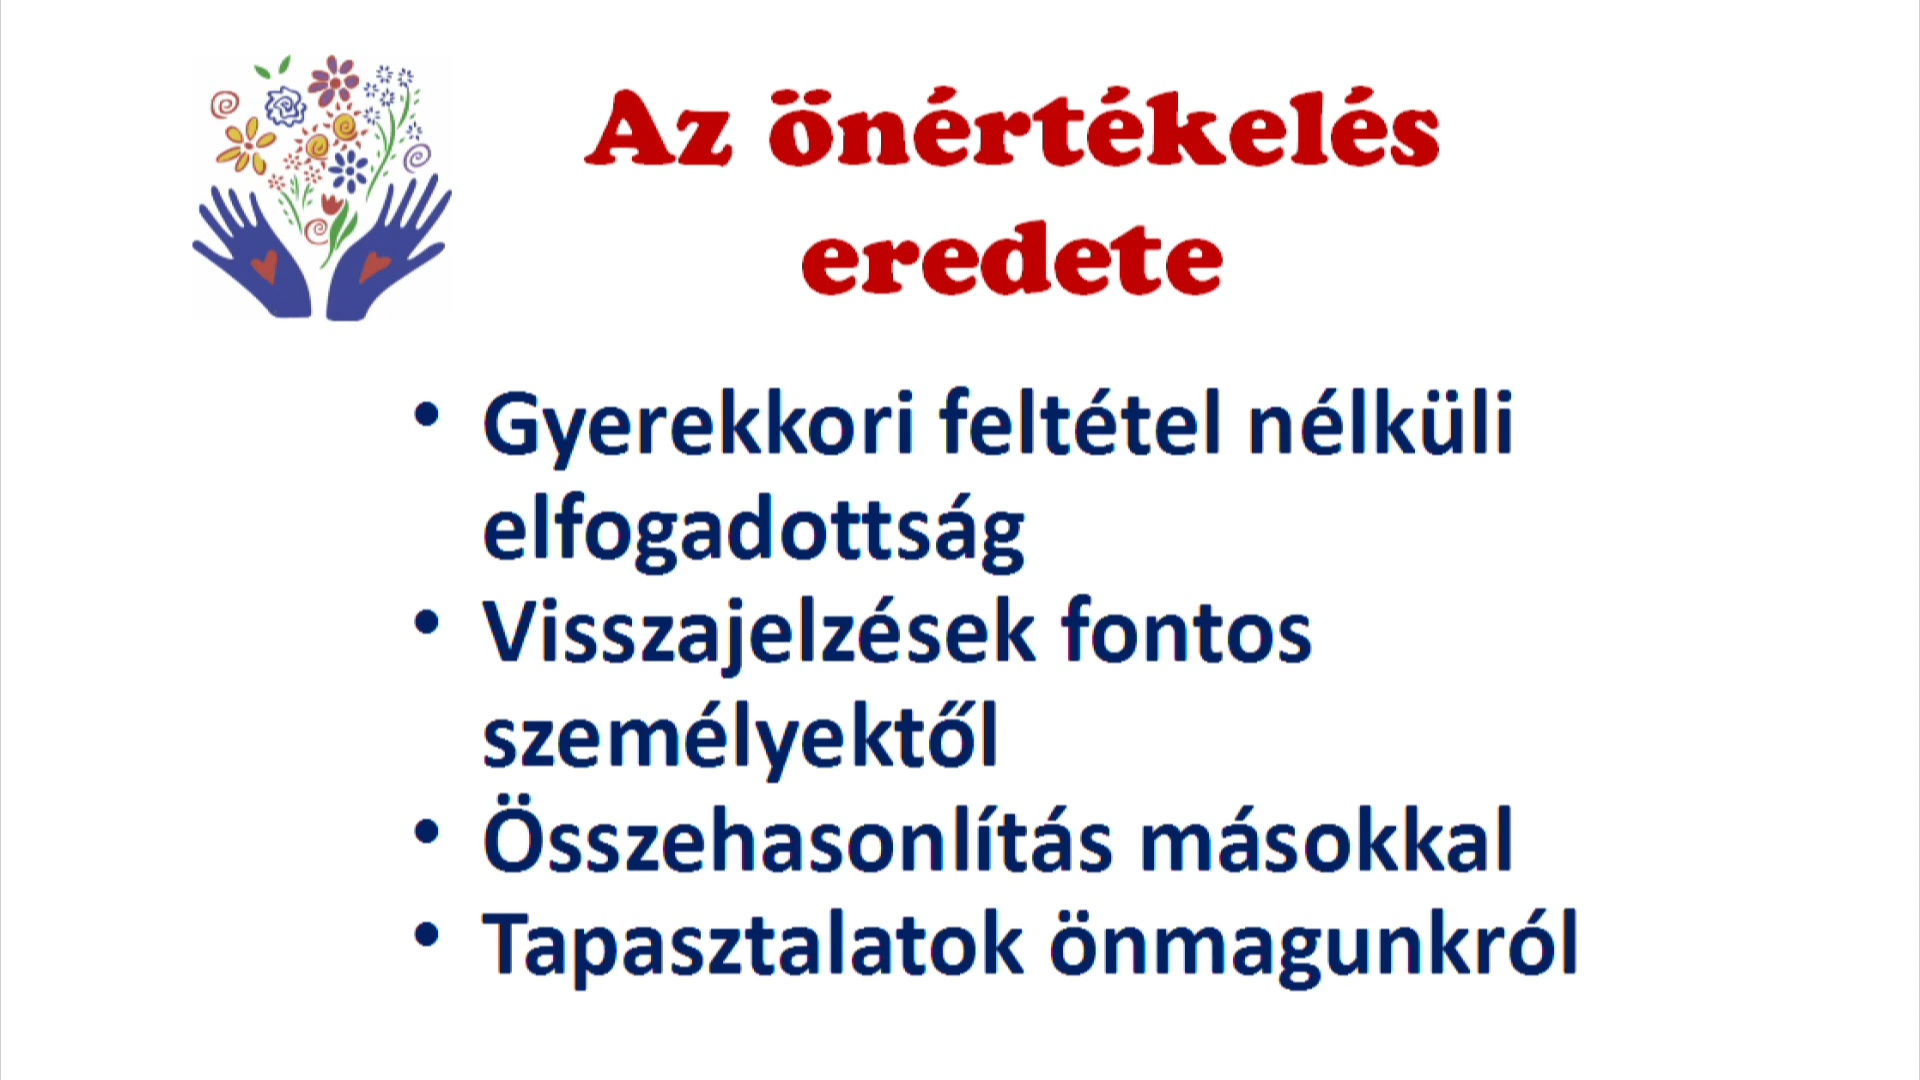 Az önértékelés
eredete
• Gyerekkori feltétel nélküli
elfogadottság
• Visszajelzések fontos
személyektől
• Összehasonlítás másokkal
• Tapasztalatok önmagunkról